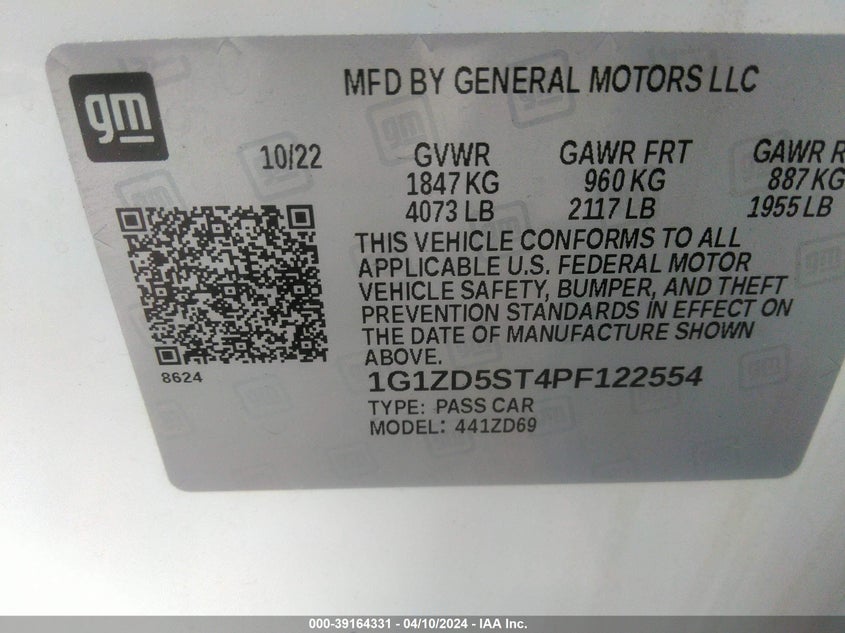 gm
MFD BY GENERAL MOTORS LLC
10/22 GVWR GAWR FRT GAWR R
1847 KG 960 KG 887 KG
4073 LB 2117 LB 1955 LB
THIS VEHICLE CONFORMS TO ALL
APPLICABLE U.S. FEDERAL MOTOR
VEHICLE SAFETY, BUMPER, AND THEFT
PREVENTION STANDARDS IN EFFECT ON
THE DATE OF MANUFACTURE SHOWN
ABOVE.
8624
1G1ZD5ST4PF122554
TYPE: PASS CAR
MODEL: 441ZD69
000-39164331 - 04/10/2024 - IAA Inc.